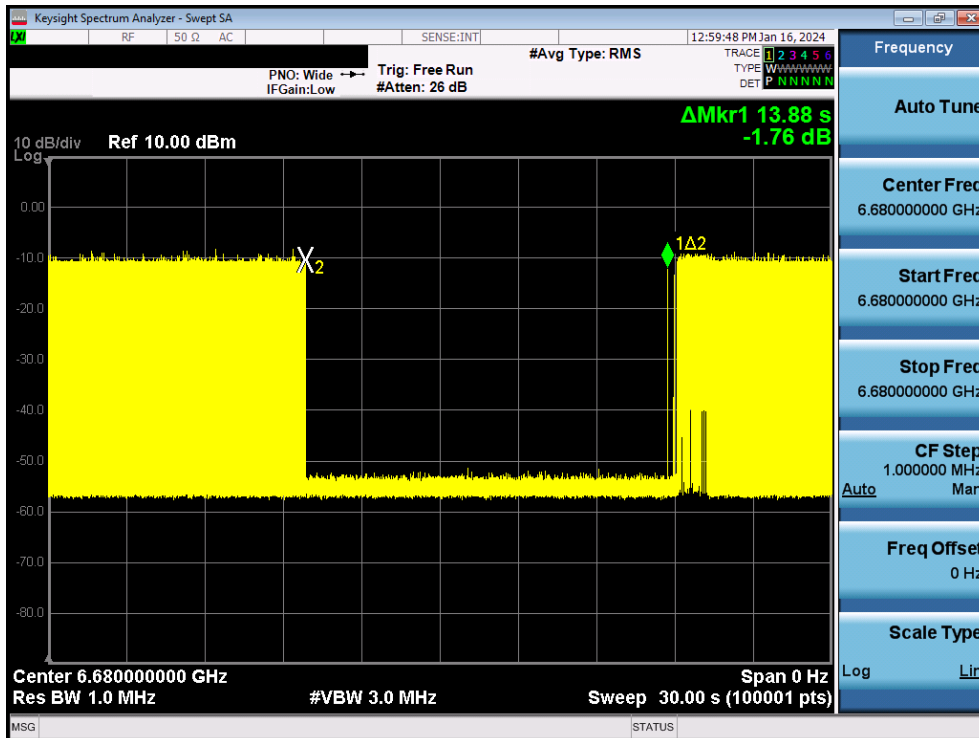 Keysight Spectrum Analyzer - Swept SA
LXI RF 50 Ω AC SENSE:INT 12:59:48 PM Jan 16, 2024
#Avg Type: RMS TRACE 1 2 3 4 5 6
PNO: Wide Trig: Free Run TYPE W WWWWW
IFGain:Low #Atten: 26 dB DET P N N N N N
ΔMkr1 13.88 s
-1.76 dB
10 dB/div Ref 10.00 dBm
Log
0.00
-10.0
-20.0
-30.0
-40.0
-50.0
-60.0
-70.0
-80.0
2
1Δ2
Center 6.680000000 GHz Span 0 Hz
Res BW 1.0 MHz #VBW 3.0 MHz Sweep 30.00 s (100001 pts)
MSG STATUS
Frequency
Auto Tune
Center Freq
6.680000000 GHz
Start Freq
6.680000000 GHz
Stop Freq
6.680000000 GHz
CF Step
1.000000 MHz
Auto Man
Freq Offset
0 Hz
Scale Type
Log Lin